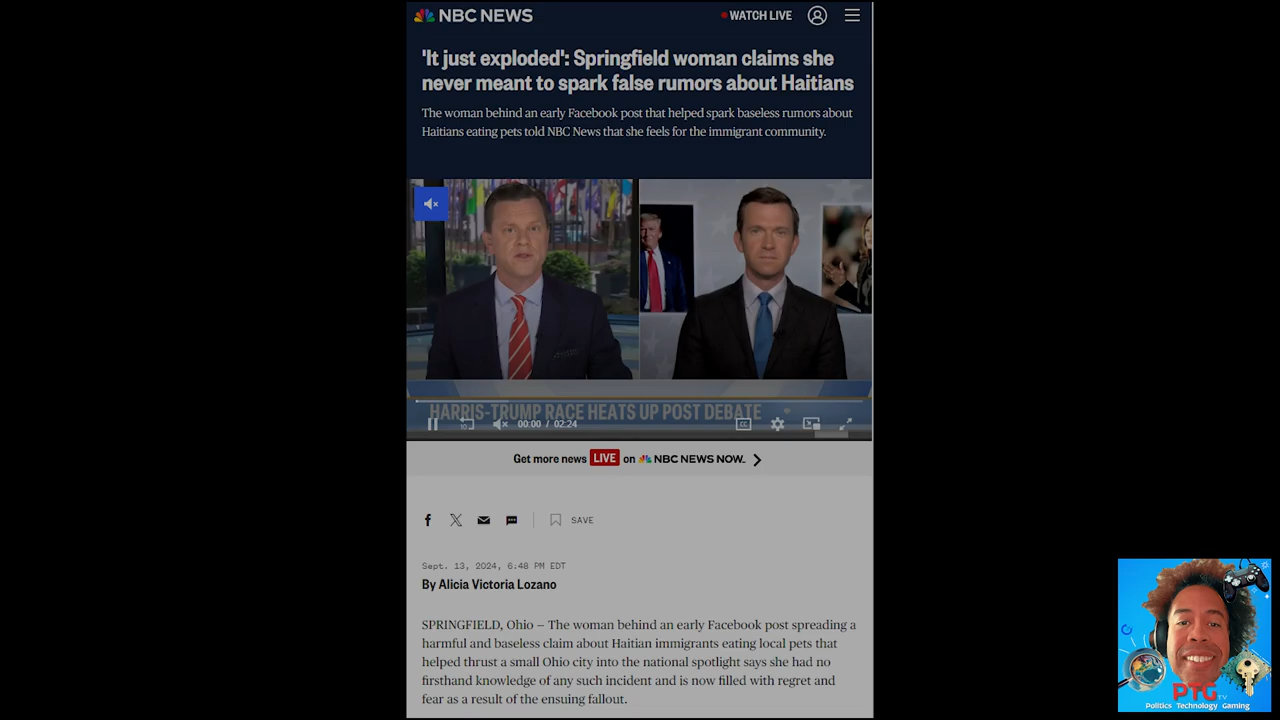 NBC NEWS
WATCH LIVE
'It just exploded': Springfield woman claims she
never meant to spark false rumors about Haitians
The woman behind an early Facebook post that helped spark baseless rumors about
Haitians eating pets told NBC News that she feels for the immigrant community.
HARRIS-TRUMP RACE HEATS UP POST DEBATE
10
00:00 / 02:24
CC
Get more news LIVE on NBC NEWS NOW.
SAVE
Sept. 13, 2024, 6:48 PM EDT
By Alicia Victoria Lozano
SPRINGFIELD, Ohio — The woman behind an early Facebook post spreading a
harmful and baseless claim about Haitian immigrants eating local pets that
helped thrust a small Ohio city into the national spotlight says she had no
firsthand knowledge of any such incident and is now filled with regret and
fear as a result of the ensuing fallout.
PTG TV
Politics Technology Gaming